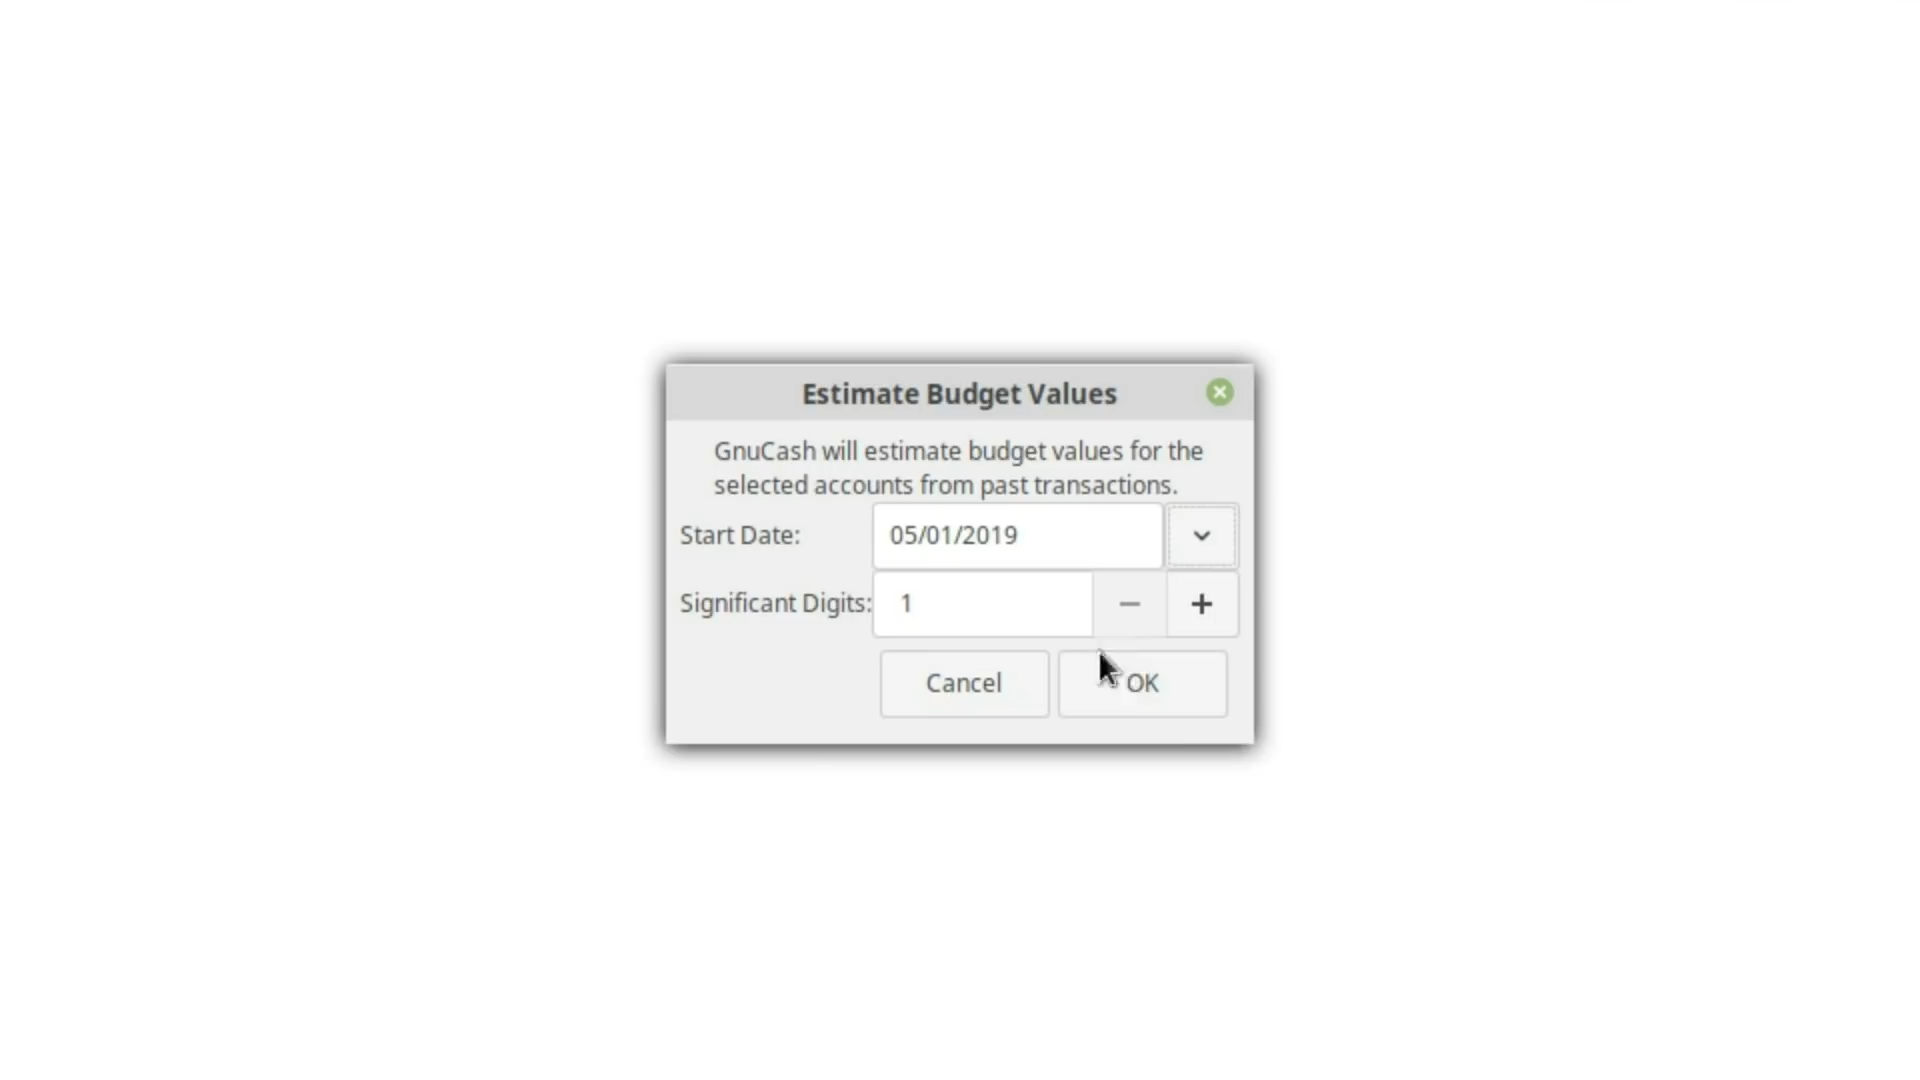 Estimate Budget Values
GnuCash will estimate budget values for the
selected accounts from past transactions.
Start Date: 05/01/2019
Significant Digits: 1
Cancel OK